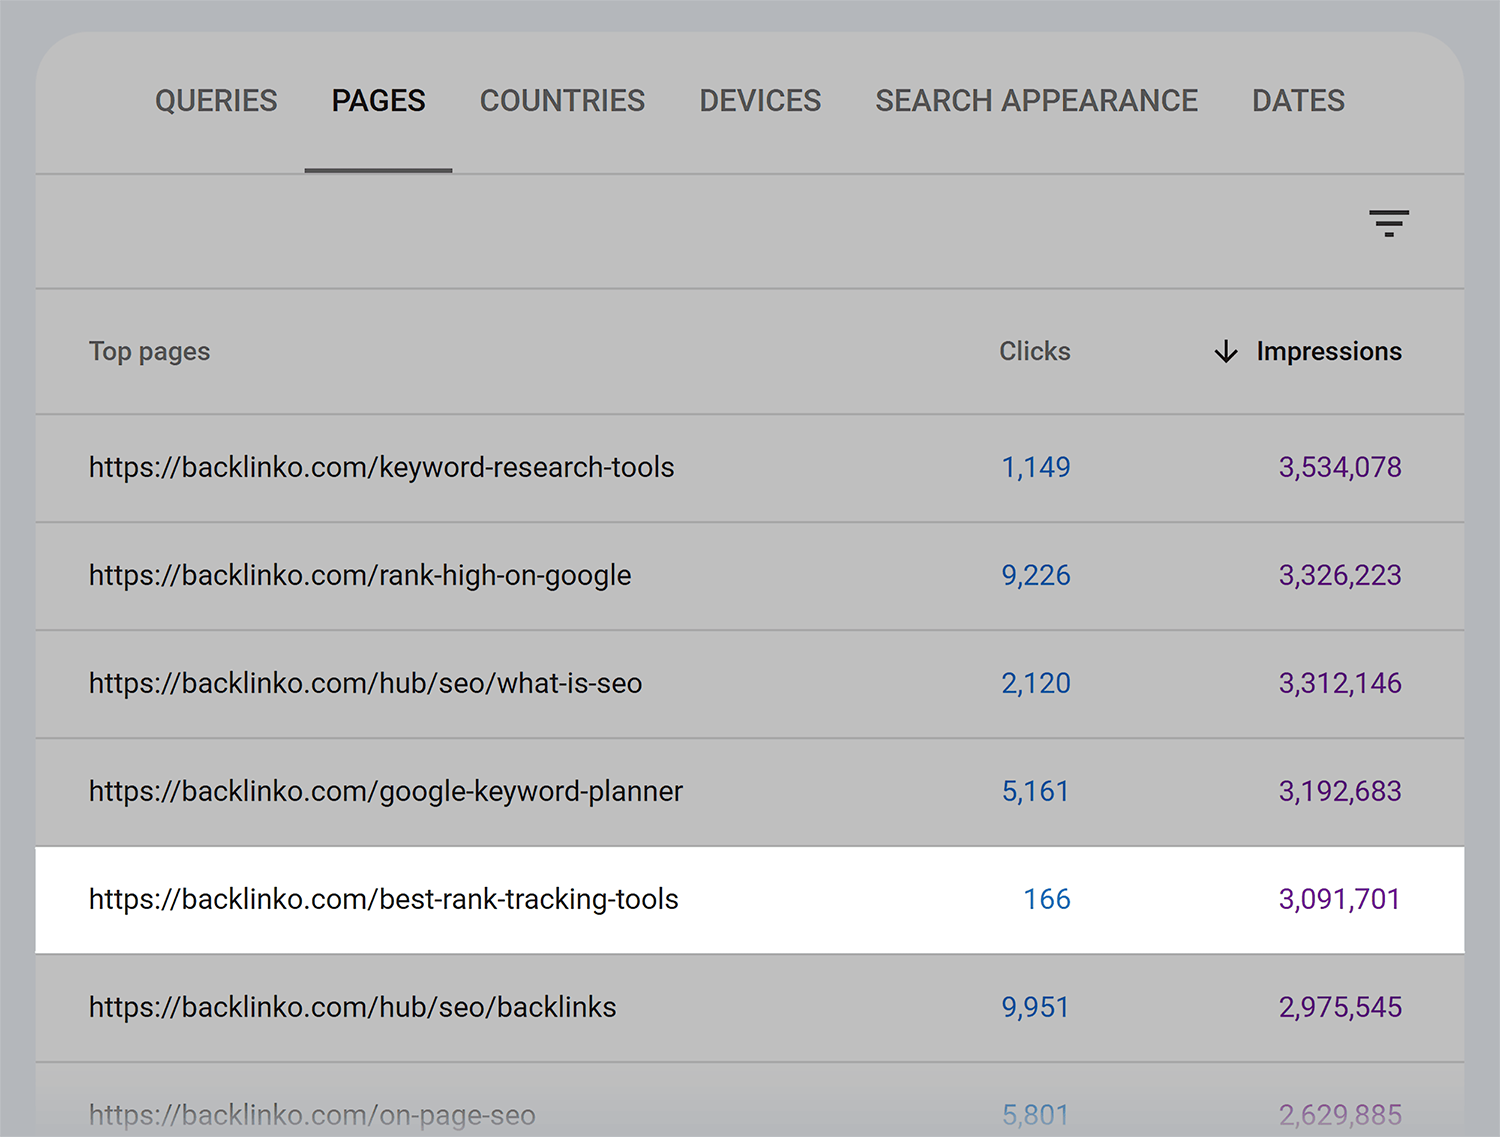 QUERIES PAGES COUNTRIES DEVICES SEARCH APPEARANCE DATES
Top pages Clicks Impressions
https://backlinko.com/keyword-research-tools 1,149 3,534,078
https://backlinko.com/rank-high-on-google 9,226 3,326,223
https://backlinko.com/hub/seo/what-is-seo 2,120 3,312,146
https://backlinko.com/google-keyword-planner 5,161 3,192,683
https://backlinko.com/best-rank-tracking-tools 166 3,091,701
https://backlinko.com/hub/seo/backlinks 9,951 2,975,545
https://backlinko.com/on-page-seo 5,801 2,629,885